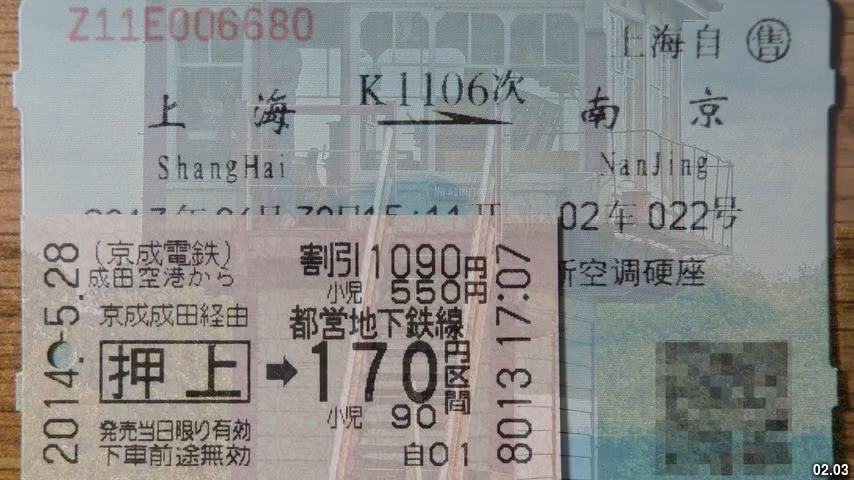 Z11E006680
上海自 ㊄售
K1106次
上海
南京
ShangHai
NanJing
02车022号
新空调硬座
2014.-5.28
(京成電鉄)
成田空港から
京成成田経由
押上
発売当日限り有効
下車前途無効
割引1090円
小児 550円
都営地下鉄線
➡170円区間
小児 90
自01
8013 17:07
02.03